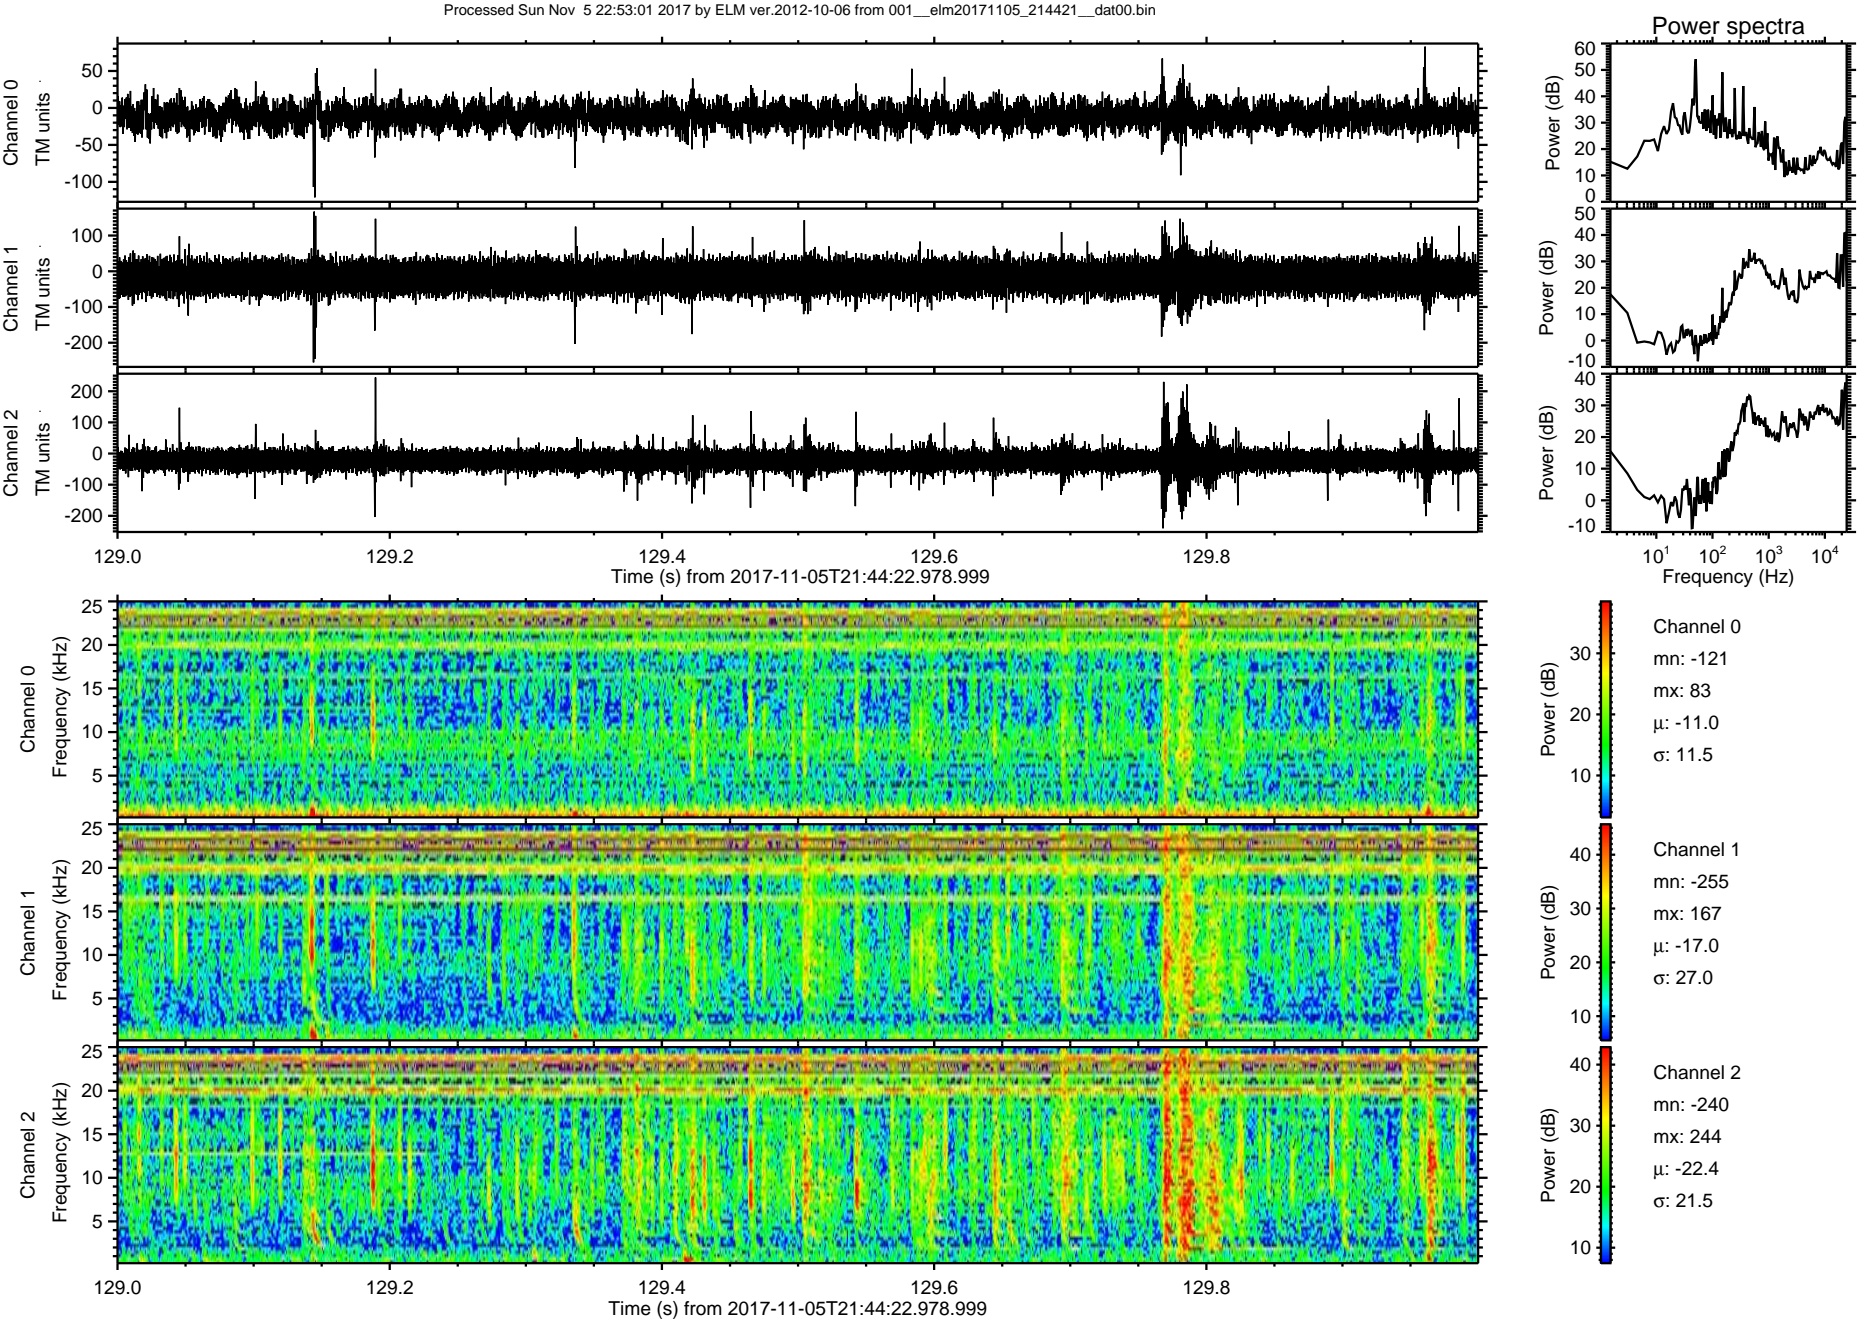 Processed Sun Nov 5 22:53:01 2017 by ELM ver.2012-10-06 from 001__elm20171105_214421__dat00.bin
Power spectra
Channel 0
TM units
50
0
-50
-100
Power (dB)
60
50
40
30
20
10
0
Channel 1
TM units
100
0
-100
-200
Power (dB)
50
40
30
20
10
0
-10
Channel 2
TM units
200
100
0
-100
-200
Power (dB)
40
30
20
10
0
-10
129.0 129.2 129.4 129.6 129.8
Time (s) from 2017-11-05T21:44:22.978.999
10^1 10^2 10^3 10^4
Frequency (Hz)
Channel 0
Frequency (kHz)
25
20
15
10
5
Power (dB)
30
20
10
Channel 0
mn: -121
mx: 83
μ: -11.0
σ: 11.5
Channel 1
Frequency (kHz)
25
20
15
10
5
Power (dB)
40
30
20
10
Channel 1
mn: -255
mx: 167
μ: -17.0
σ: 27.0
Channel 2
Frequency (kHz)
25
20
15
10
5
Power (dB)
40
30
20
10
Channel 2
mn: -240
mx: 244
μ: -22.4
σ: 21.5
129.0 129.2 129.4 129.6 129.8
Time (s) from 2017-11-05T21:44:22.978.999